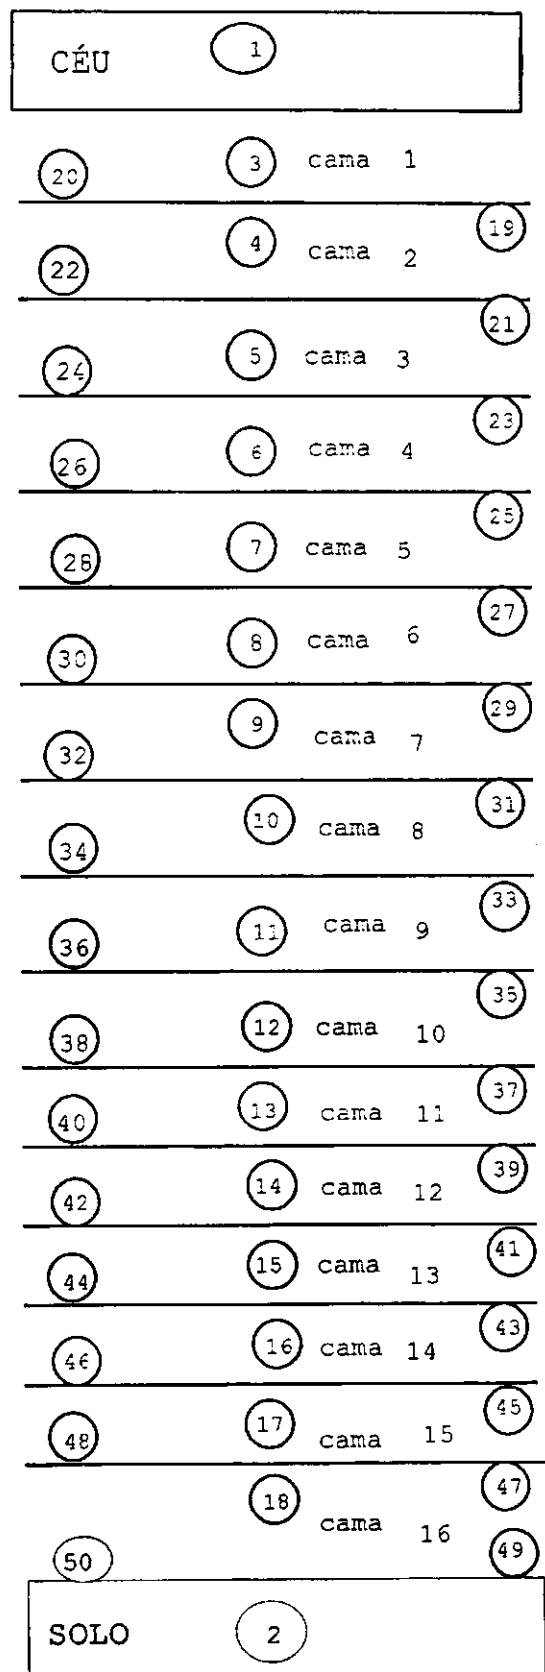 CÉU 1
20 3 cama 1
19
4 cama 2
22
21
24 5 cama 3
23
26 6 cama 4
25
28 7 cama 5
27
30 8 cama 6
29
32 9 cama 7
31
34 10 cama 8
33
36 11 cama 9
35
38 12 cama 10
37
40 13 cama 11
39
42 14 cama 12
41
44 15 cama 13
43
46 16 cama 14
45
48 17 cama 15
47
18 cama 16
50 49
SOLO 2